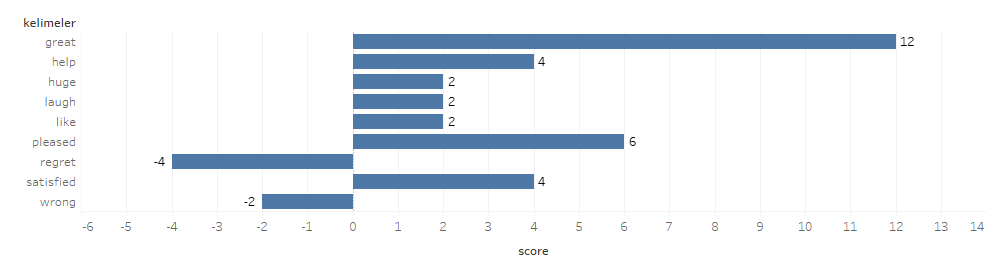 kelimeler
great 12
help 4
huge 2
laugh 2
like 2
pleased 6
regret -4
satisfied 4
wrong -2
-6 -5 -4 -3 -2 -1 0 1 2 3 4 5 6 7 8 9 10 11 12 13 14
score